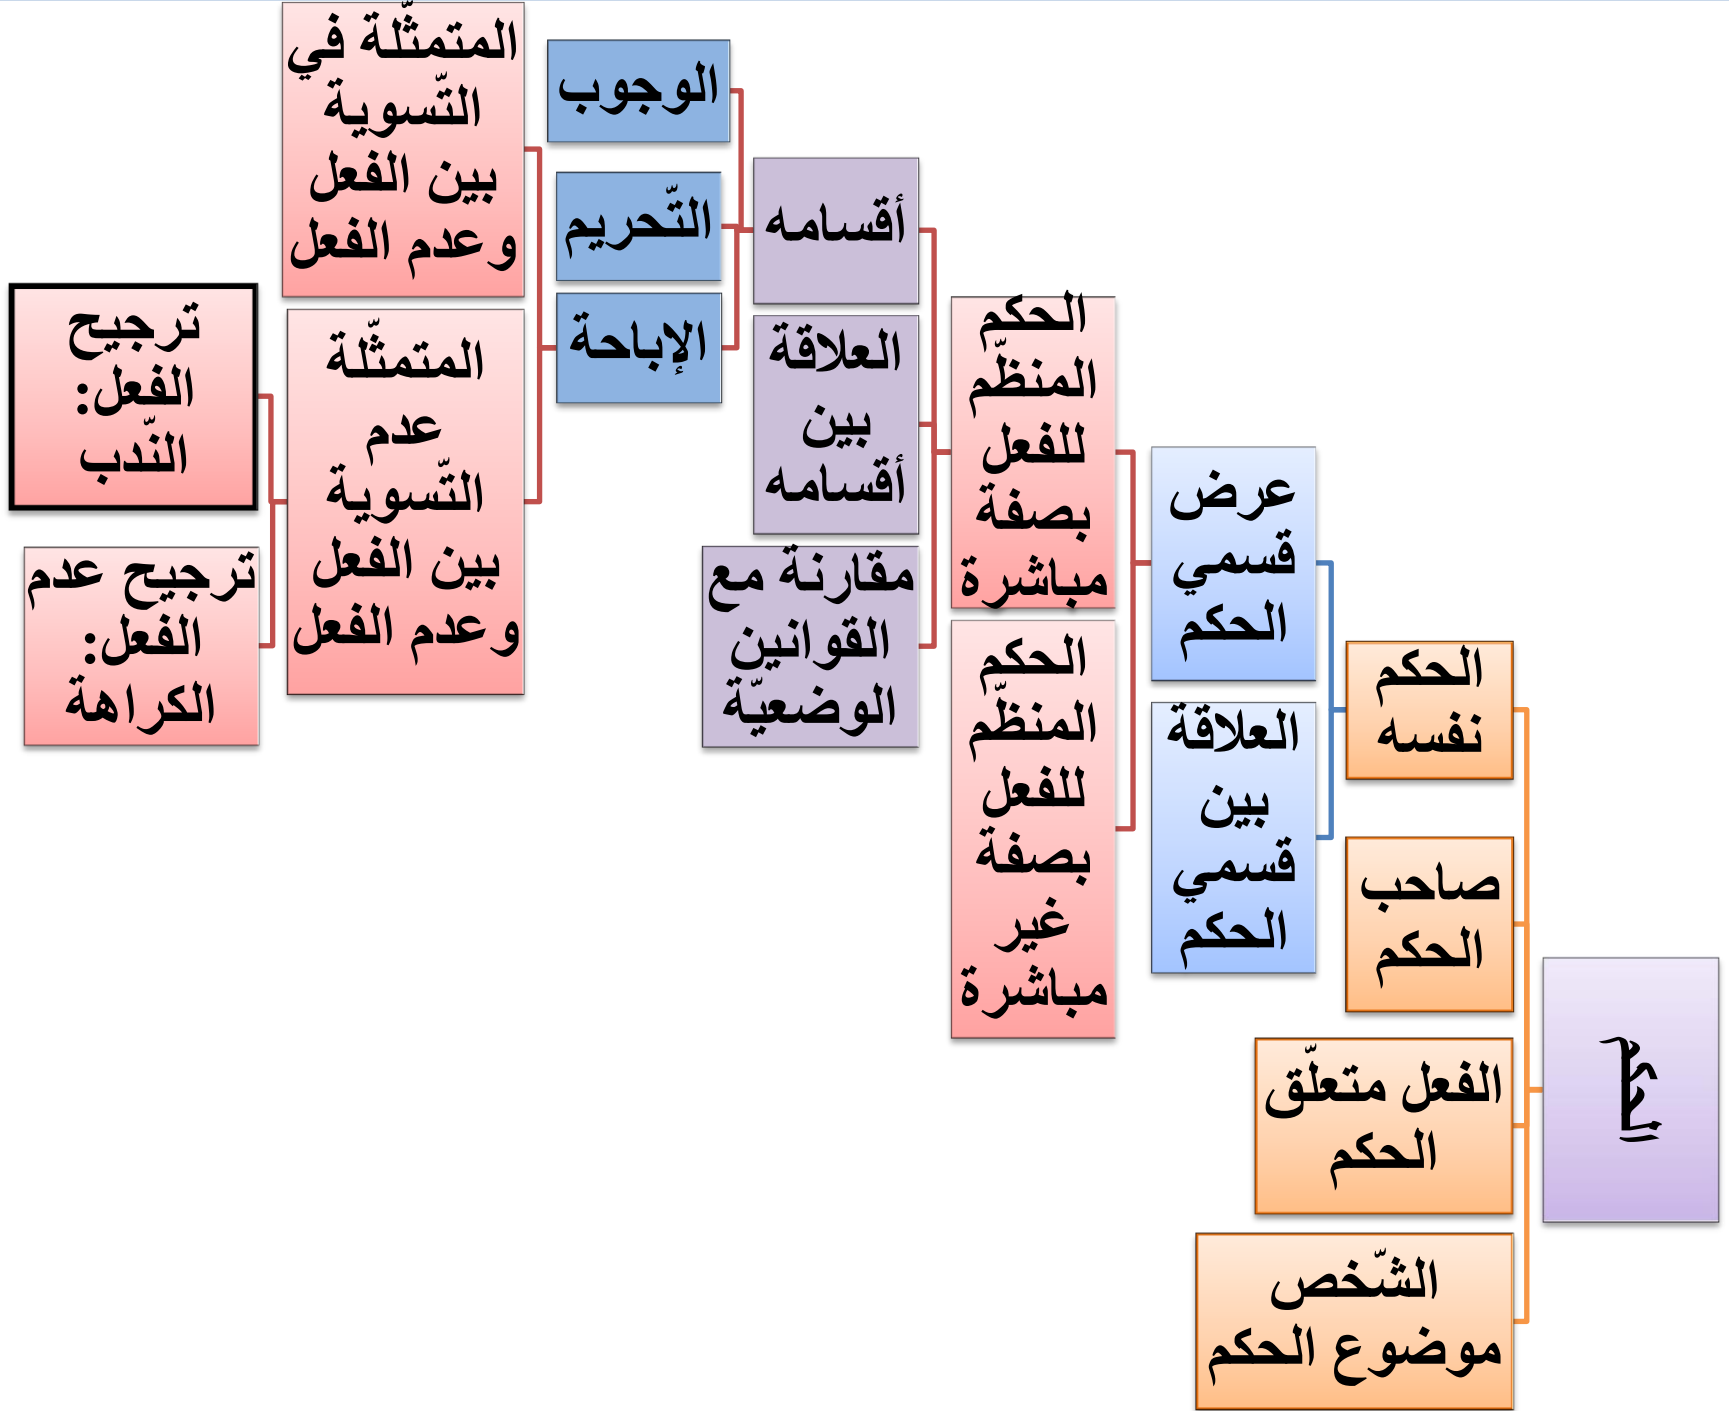 الحكم
نفسه
صاحب
الحكم
الفعل متعلّق
الحكم
الشّخص
موضوع الحكم
عرض
قسمي
الحكم
العلاقة
بين
قسمي
الحكم
الحكم
المنظّم
للفعل
بصفة
مباشرة
الحكم
المنظّم
للفعل
بصفة
غير
مباشرة
أقسامه
العلاقة
بين
أقسامه
مقارنة مع
القوانين
الوضعيّة
الوجوب
التّحريم
الإباحة
المتمثّلة في
التّسوية
بين الفعل
وعدم الفعل
المتمثّلة
عدم
التّسوية
بين الفعل
وعدم الفعل
ترجيح
الفعل:
النّدب
ترجيح عدم
الفعل:
الكراهة